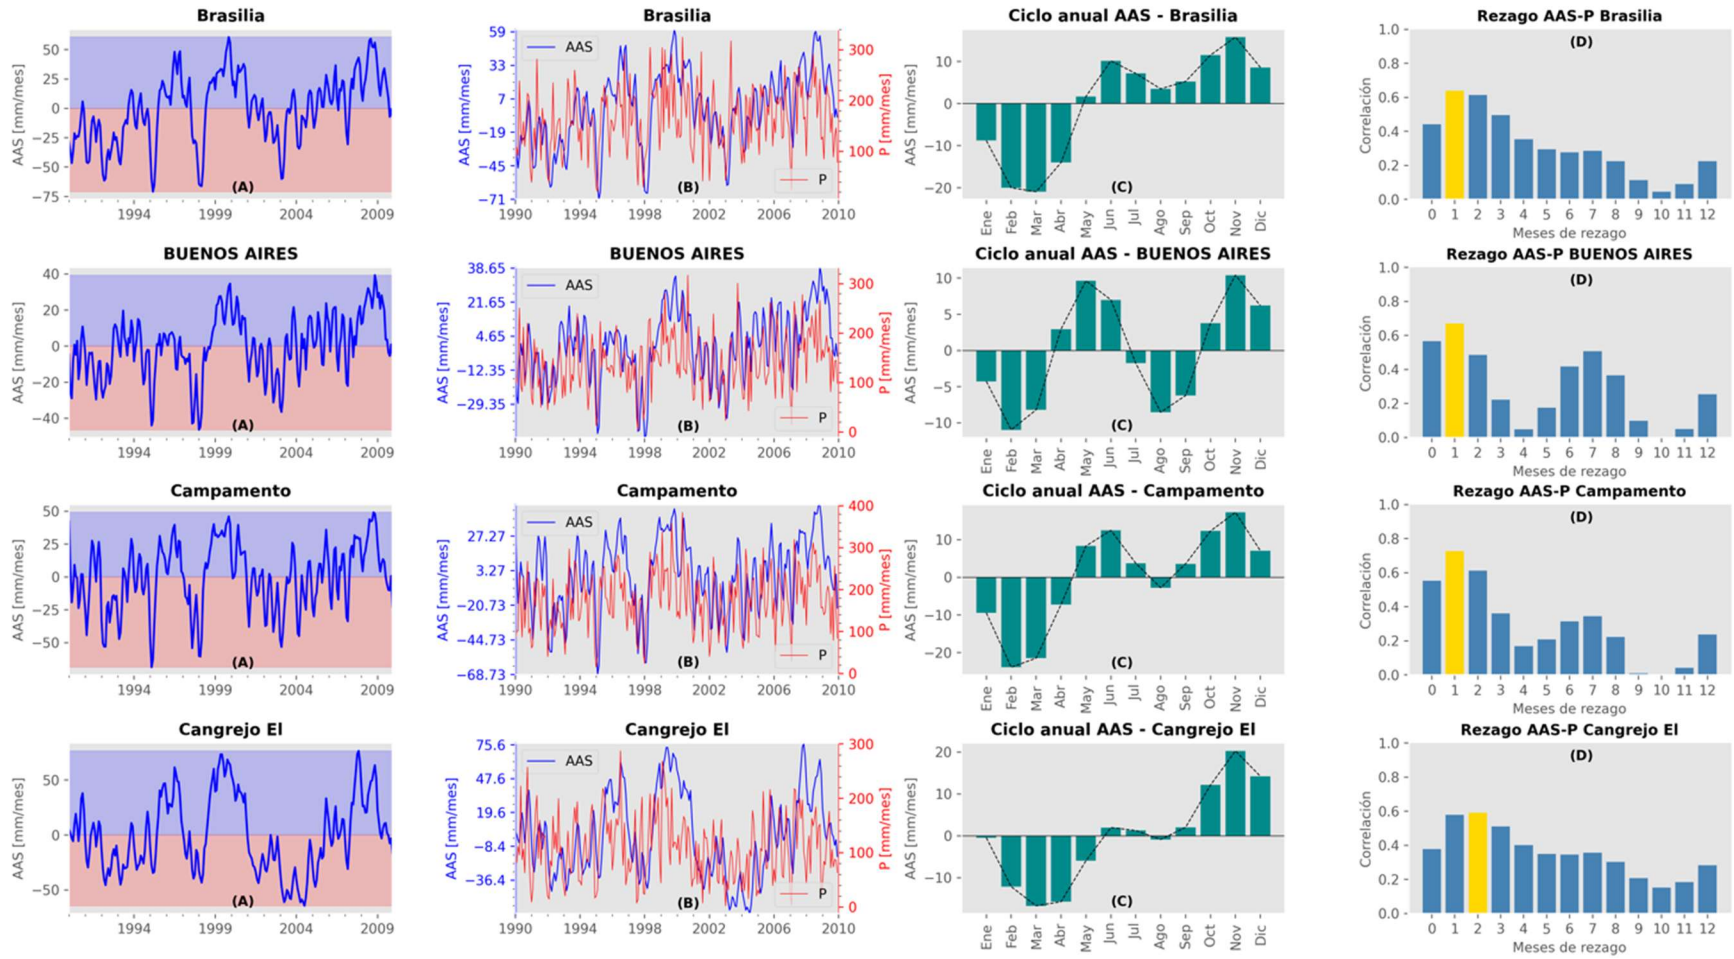 Brasilia
AAS [mm/mes]
50
25
0
−25
−50
−75
(A)
1994 1999 2004 2009
Brasilia
AAS [mm/mes]
59
33
7
−19
−45
−71
AAS
P
(B)
300
200
100
P [mm/mes]
1990 1994 1998 2002 2006 2010
Ciclo anual AAS - Brasilia
AAS [mm/mes]
10
0
−10
−20
(C)
Ene Feb Mar Abr May Jun Jul Ago Sep Oct Nov Dic
Rezago AAS-P Brasilia
(D)
Correlación
1.0
0.8
0.6
0.4
0.2
0.0
0 1 2 3 4 5 6 7 8 9 10 11 12
Meses de rezago
BUENOS AIRES
AAS [mm/mes]
40
20
0
−20
−40
(A)
1994 1999 2004 2009
BUENOS AIRES
AAS [mm/mes]
38.65
21.65
4.65
−12.35
−29.35
AAS
P
(B)
300
200
100
0
P [mm/mes]
1990 1994 1998 2002 2006 2010
Ciclo anual AAS - BUENOS AIRES
AAS [mm/mes]
10
5
0
−5
−10
(C)
Ene Feb Mar Abr May Jun Jul Ago Sep Oct Nov Dic
Rezago AAS-P BUENOS AIRES
(D)
Correlación
1.0
0.8
0.6
0.4
0.2
0.0
0 1 2 3 4 5 6 7 8 9 10 11 12
Meses de rezago
Campamento
AAS [mm/mes]
50
25
0
−25
−50
(A)
1994 1999 2004 2009
Campamento
AAS [mm/mes]
27.27
3.27
−20.73
−44.73
−68.73
AAS
P
(B)
400
300
200
100
0
P [mm/mes]
1990 1994 1998 2002 2006 2010
Ciclo anual AAS - Campamento
AAS [mm/mes]
10
0
−10
−20
(C)
Ene Feb Mar Abr May Jun Jul Ago Sep Oct Nov Dic
Rezago AAS-P Campamento
(D)
Correlación
1.0
0.8
0.6
0.4
0.2
0.0
0 1 2 3 4 5 6 7 8 9 10 11 12
Meses de rezago
Cangrejo El
AAS [mm/mes]
50
0
−50
(A)
1994 1999 2004 2009
Cangrejo El
AAS [mm/mes]
75.6
47.6
19.6
−8.4
−36.4
AAS
P
(B)
300
200
100
0
P [mm/mes]
1990 1994 1998 2002 2006 2010
Ciclo anual AAS - Cangrejo El
AAS [mm/mes]
20
10
0
−10
(C)
Ene Feb Mar Abr May Jun Jul Ago Sep Oct Nov Dic
Rezago AAS-P Cangrejo El
(D)
Correlación
1.0
0.8
0.6
0.4
0.2
0.0
0 1 2 3 4 5 6 7 8 9 10 11 12
Meses de rezago